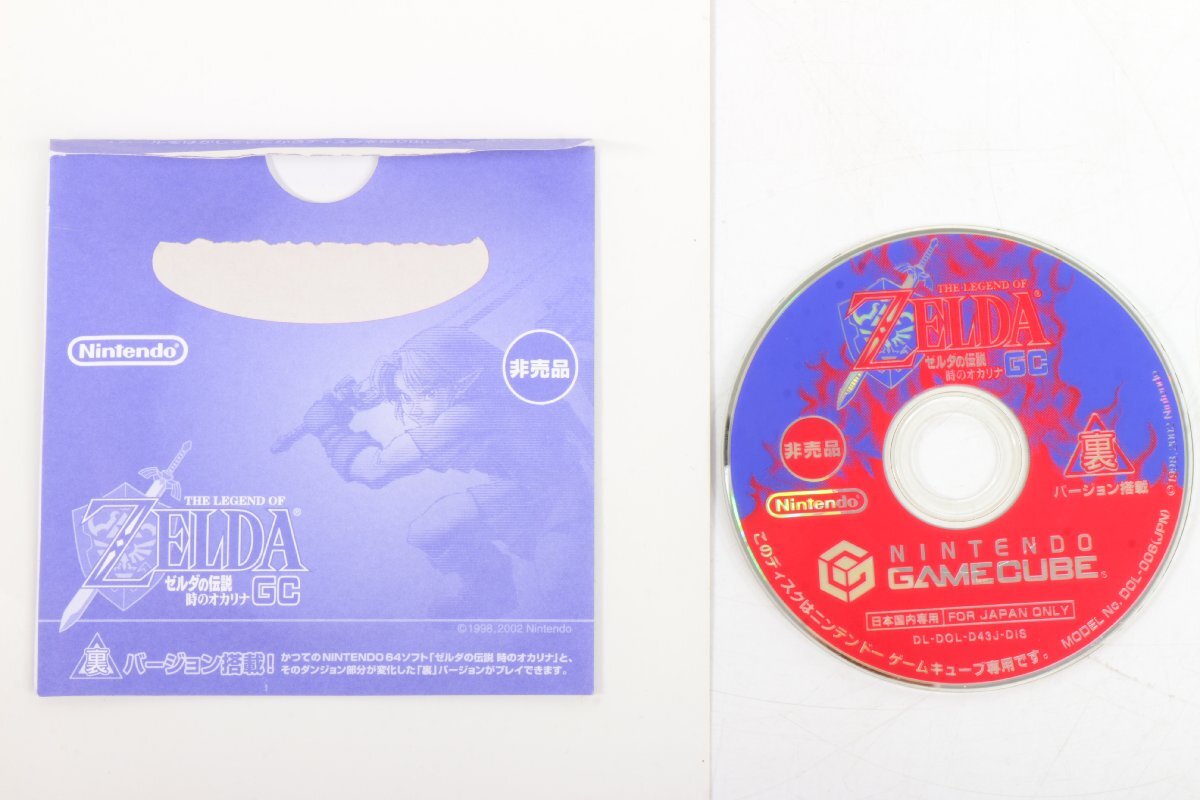 Nintendo
非売品
THE LEGEND OF
ZELDA®
ゼルダの伝説
時のオカリナ GC
©1998, 2002 Nintendo
裏 バージョン搭載!
かつてのNINTENDO 64ソフト「ゼルダの伝説 時のオカリナ」と、
そのダンジョン部分が変化した「裏」バージョンがプレイできます。
THE LEGEND OF
ZELDA®
ゼルダの伝説
時のオカリナ GC
非売品
裏
バージョン搭載
Nintendo
NINTENDO
GAMECUBE®
日本国内専用 FOR JAPAN ONLY
DL-DOL-D43J-DIS
このディスクはニンテンドー ゲームキューブ専用です。
MODEL No. DOL-006(JPN)